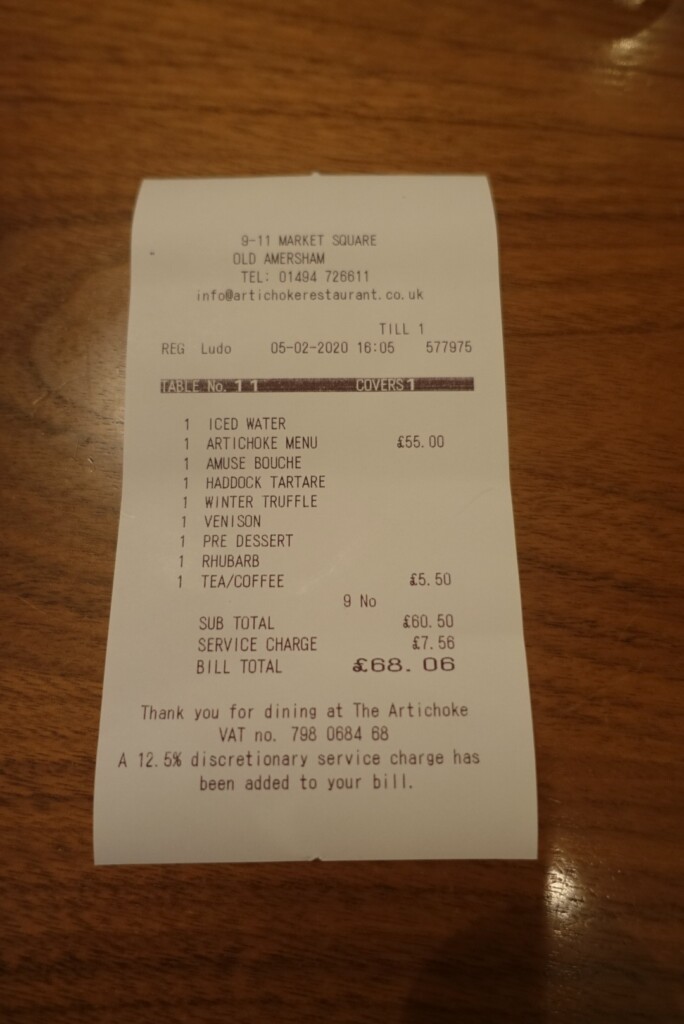 9-11 MARKET SQUARE
OLD AMERSHAM
TEL: 01494 726611
info@artichokerestaurant.co.uk
TILL 1
REG Ludo 05-02-2020 16:05 577975
TABLE No. 11 COVERS 1
1 ICED WATER
1 ARTICHOKE MENU £55.00
1 AMUSE BOUCHE
1 HADDOCK TARTARE
1 WINTER TRUFFLE
1 VENISON
1 PRE DESSERT
1 RHUBARB
1 TEA/COFFEE £5.50
9 No
SUB TOTAL £60.50
SERVICE CHARGE £7.56
BILL TOTAL £68.06
Thank you for dining at The Artichoke
VAT no. 798 0684 68
A 12.5% discretionary service charge has
been added to your bill.